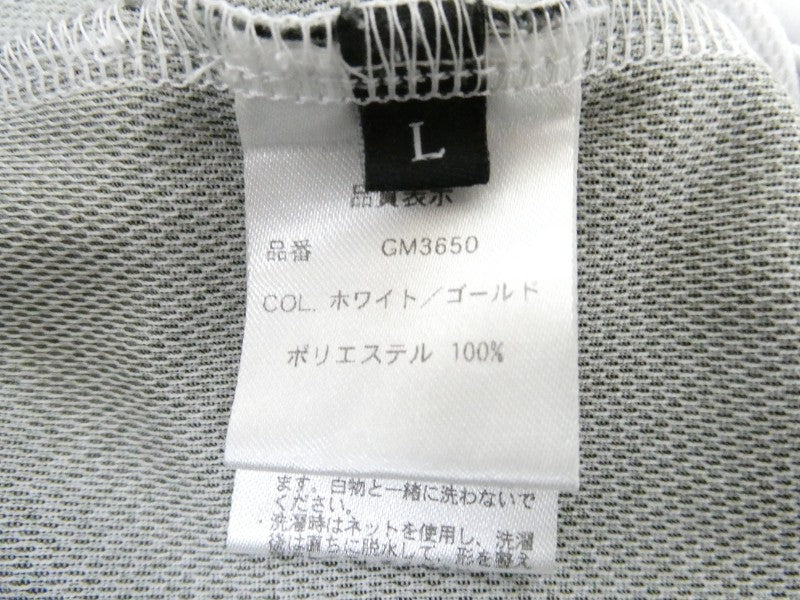 L
品質表示
品番 GM3650
COL. ホワイト/ゴールド
ポリエステル 100%
ます。白物と一緒に洗わないで
ください。
・洗濯時はネットを使用し、洗濯
後は直ちに脱水して、形を整え